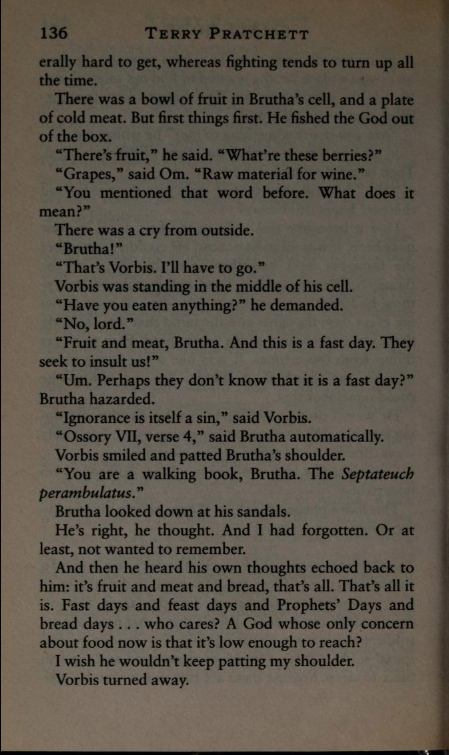 136 TERRY PRATCHETT
erally hard to get, whereas fighting tends to turn up all
the time.
There was a bowl of fruit in Brutha's cell, and a plate
of cold meat. But first things first. He fished the God out
of the box.
"There's fruit," he said. "What're these berries?"
"Grapes," said Om. "Raw material for wine."
"You mentioned that word before. What does it
mean?"
There was a cry from outside.
"Brutha!"
"That's Vorbis. I'll have to go."
Vorbis was standing in the middle of his cell.
"Have you eaten anything?" he demanded.
"No, lord."
"Fruit and meat, Brutha. And this is a fast day. They
seek to insult us!"
"Um. Perhaps they don't know that it is a fast day?"
Brutha hazarded.
"Ignorance is itself a sin," said Vorbis.
"Ossory VII, verse 4," said Brutha automatically.
Vorbis smiled and patted Brutha's shoulder.
"You are a walking book, Brutha. The Septateuch
perambulatus."
Brutha looked down at his sandals.
He's right, he thought. And I had forgotten. Or at
least, not wanted to remember.
And then he heard his own thoughts echoed back to
him: it's fruit and meat and bread, that's all. That's all it
is. Fast days and feast days and Prophets' Days and
bread days . . . who cares? A God whose only concern
about food now is that it's low enough to reach?
I wish he wouldn't keep patting my shoulder.
Vorbis turned away.